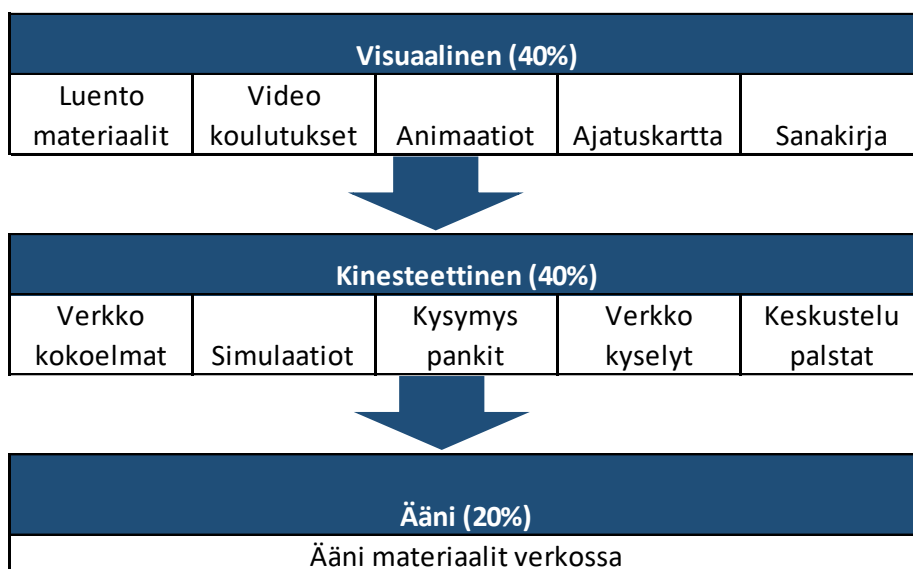 Visuaalinen (40%)
Luento
materiaalit
Video
koulutukset
Animaatiot
Ajatuskartta
Sanakirja
Kinesteettinen (40%)
Verkko
kokoelmat
Simulaatiot
Kysymys
pankit
Verkko
kyselyt
Keskustelu
palstat
Ääni (20%)
Ääni materiaalit verkossa